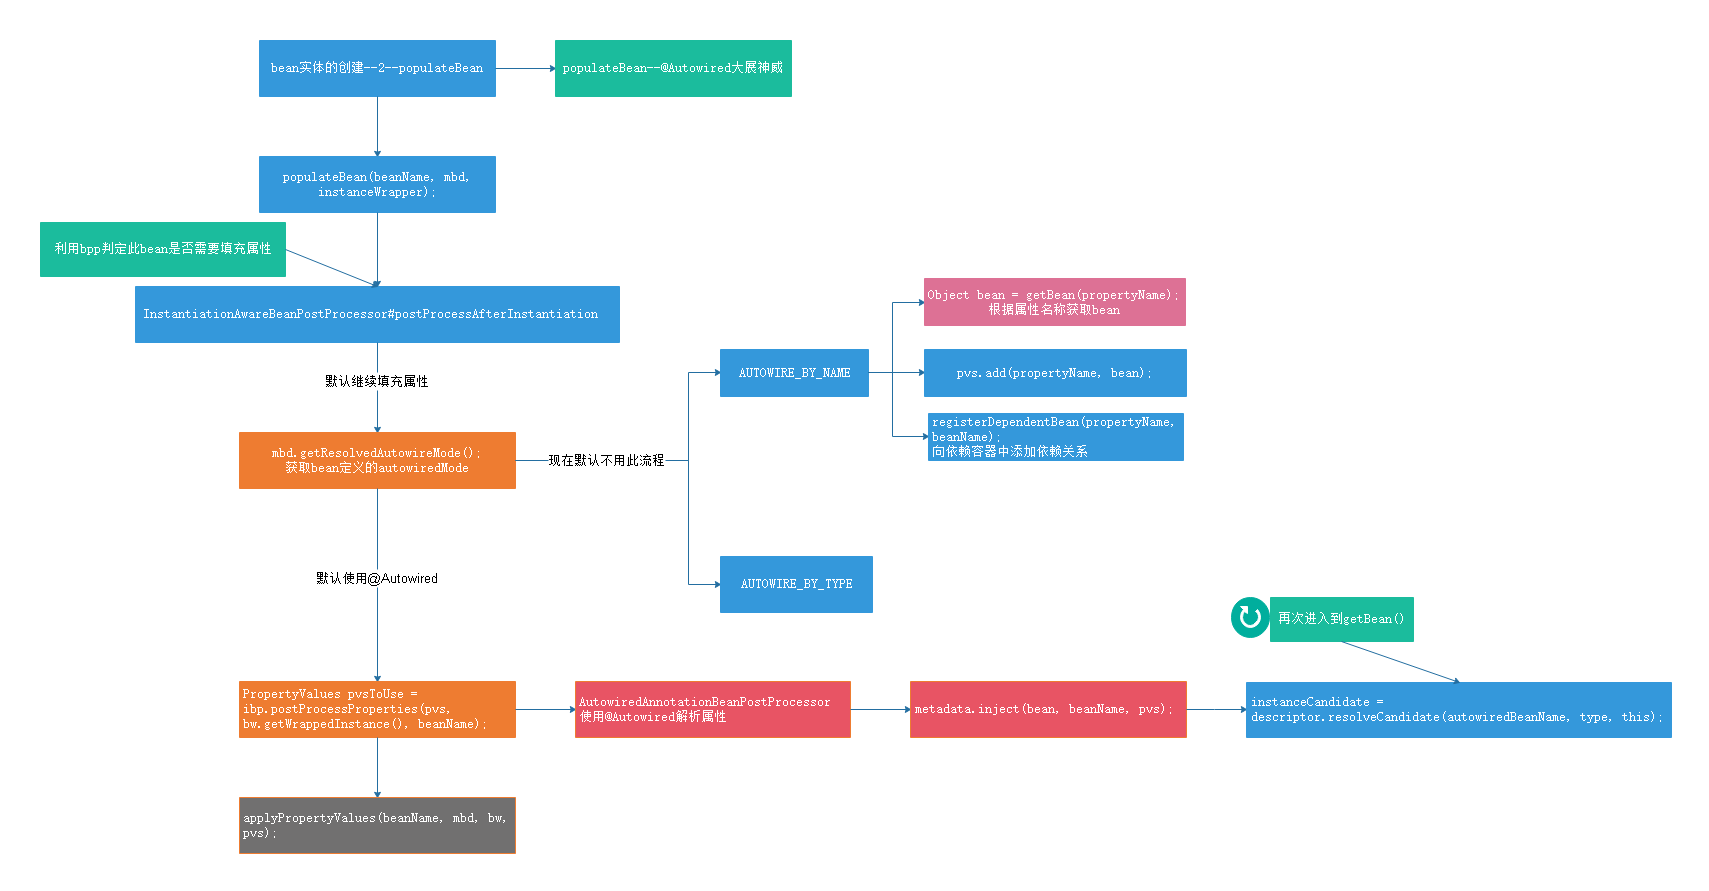 bean实体的创建--2--populateBean
populateBean--@Autowired大展神威
populateBean(beanName, mbd,
instanceWrapper);
利用bpp判定此bean是否需要填充属性
InstantiationAwareBeanPostProcessor#postProcessAfterInstantiation
默认继续填充属性
mbd.getResolvedAutowireMode();
获取bean定义的autowiredMode
现在默认不用此流程
AUTOWIRE_BY_NAME
Object bean = getBean(propertyName);
根据属性名称获取bean
pvs.add(propertyName, bean);
registerDependentBean(propertyName,
beanName);
向依赖容器中添加依赖关系
AUTOWIRE_BY_TYPE
默认使用@Autowired
PropertyValues pvsToUse =
ibp.postProcessProperties(pvs,
bw.getWrappedInstance(), beanName);
AutowiredAnnotationBeanPostProcessor
使用@Autowired解析属性
metadata.inject(bean, beanName, pvs);
再次进入到getBean()
instanceCandidate =
descriptor.resolveCandidate(autowiredBeanName, type, this);
applyPropertyValues(beanName, mbd, bw,
pvs);